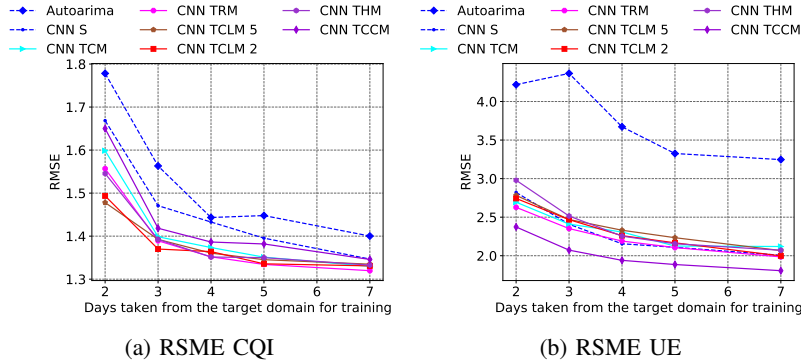 Autoarima CNN TRM CNN THM
CNN S CNN TCLM 5 CNN TCCM
CNN TCM CNN TCLM 2
1.8
1.7
1.6
1.5
1.4
1.3
RMSE
2 3 4 5 6 7
Days taken from the target domain for training
(a) RSME CQI
Autoarima CNN TRM CNN THM
CNN S CNN TCLM 5 CNN TCCM
CNN TCM CNN TCLM 2
4.0
3.5
3.0
2.5
2.0
RMSE
2 3 4 5 6 7
Days taken from the target domain for training
(b) RSME UE